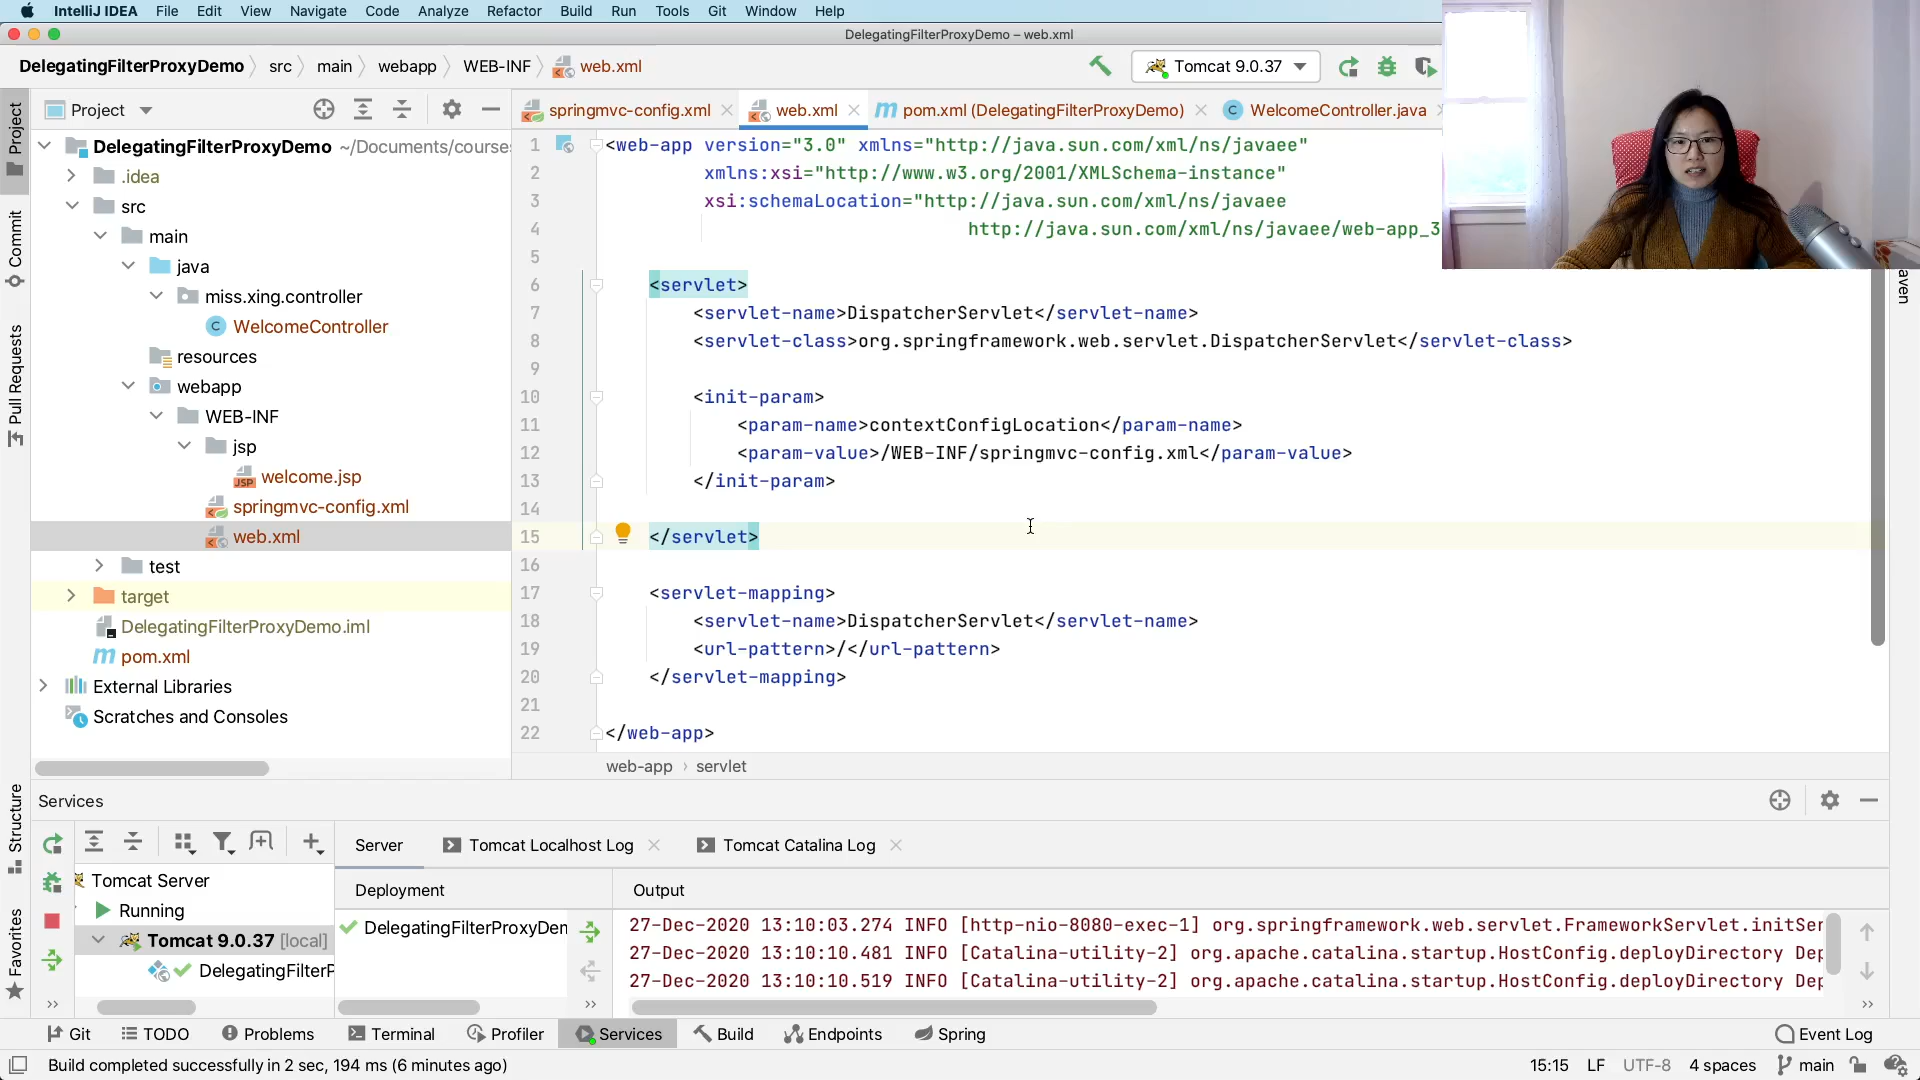 IntelliJ IDEA File Edit View Navigate Code Analyze Refactor Build Run Tools Git Window Help
DelegatingFilterProxyDemo – web.xml
DelegatingFilterProxyDemo src main webapp WEB-INF web.xml
Tomcat 9.0.37
Project
springmvc-config.xml web.xml pom.xml (DelegatingFilterProxyDemo) WelcomeController.java
DelegatingFilterProxyDemo ~/Documents/course
.idea
src
main
java
miss.xing.controller
WelcomeController
resources
webapp
WEB-INF
jsp
welcome.jsp
springmvc-config.xml
web.xml
test
target
DelegatingFilterProxyDemo.iml
pom.xml
External Libraries
Scratches and Consoles
Project
Commit
Pull Requests
Structure
Favorites
aven
1 <web-app version="3.0" xmlns="http://java.sun.com/xml/ns/javaee"
2 xmlns:xsi="http://www.w3.org/2001/XMLSchema-instance"
3 xsi:schemaLocation="http://java.sun.com/xml/ns/javaee
4 http://java.sun.com/xml/ns/javaee/web-app_3
5
6 <servlet>
7 <servlet-name>DispatcherServlet</servlet-name>
8 <servlet-class>org.springframework.web.servlet.DispatcherServlet</servlet-class>
9
10 <init-param>
11 <param-name>contextConfigLocation</param-name>
12 <param-value>/WEB-INF/springmvc-config.xml</param-value>
13 </init-param>
14
15 </servlet>
16
17 <servlet-mapping>
18 <servlet-name>DispatcherServlet</servlet-name>
19 <url-pattern>/</url-pattern>
20 </servlet-mapping>
21
22 </web-app>
web-app › servlet
Services
Server Tomcat Localhost Log Tomcat Catalina Log
Tomcat Server
Running
Tomcat 9.0.37 [local]
DelegatingFilterP
Deployment
DelegatingFilterProxyDen
Output
27-Dec-2020 13:10:03.274 INFO [http-nio-8080-exec-1] org.springframework.web.servlet.FrameworkServlet.initSer
27-Dec-2020 13:10:10.481 INFO [Catalina-utility-2] org.apache.catalina.startup.HostConfig.deployDirectory Dep
27-Dec-2020 13:10:10.519 INFO [Catalina-utility-2] org.apache.catalina.startup.HostConfig.deployDirectory Dep
Git TODO Problems Terminal Profiler Services Build Endpoints Spring Event Log
Build completed successfully in 2 sec, 194 ms (6 minutes ago) 15:15 LF UTF-8 4 spaces main